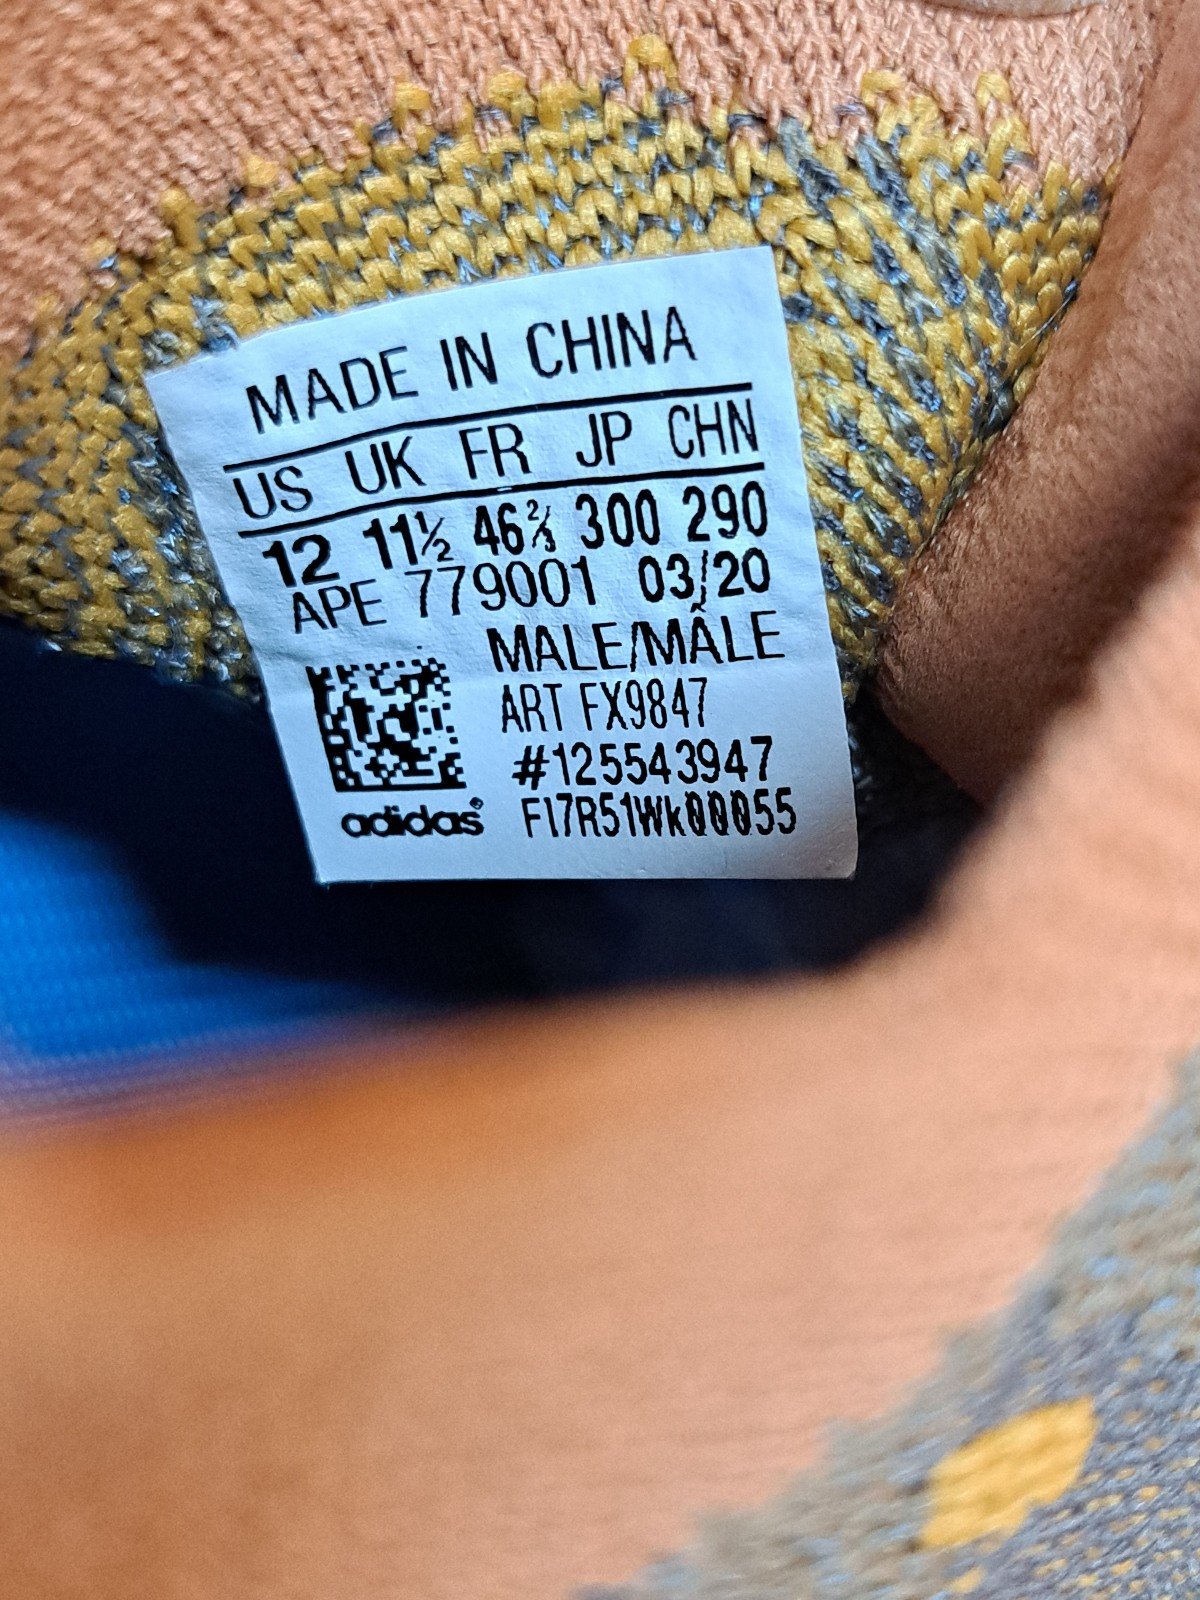 MADE IN CHINA
US UK FR JP CHN
12 11½ 46⅔ 300 290
APE 779001 03/20
MALE/MÂLE
ART FX9847
#125543947
adidas® FI7R51Wk00055